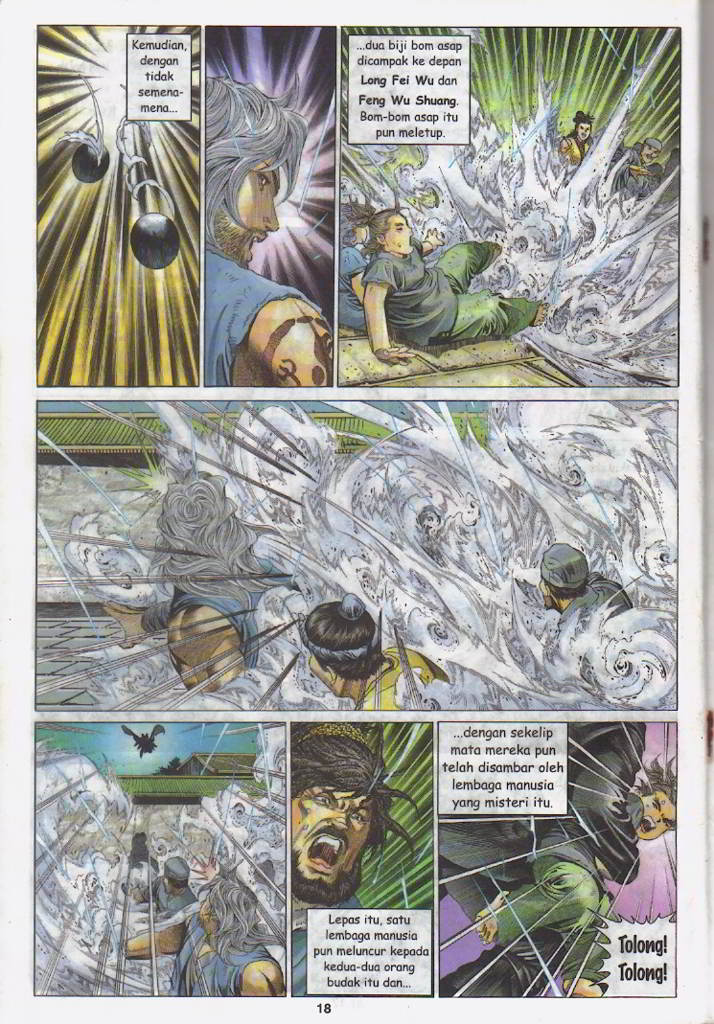 Kemudian,
dengan
tidak
semena-
mena...
...dua biji bom asap
dicampak ke depan
Long Fei Wu dan
Feng Wu Shuang.
Bom-bom asap itu
pun meletup.
Lepas itu, satu
lembaga manusia
pun meluncur kepada
kedua-dua orang
budak itu dan...
...dengan sekelip
mata mereka pun
telah disambar oleh
lembaga manusia
yang misteri itu.
Tolong!
Tolong!
18